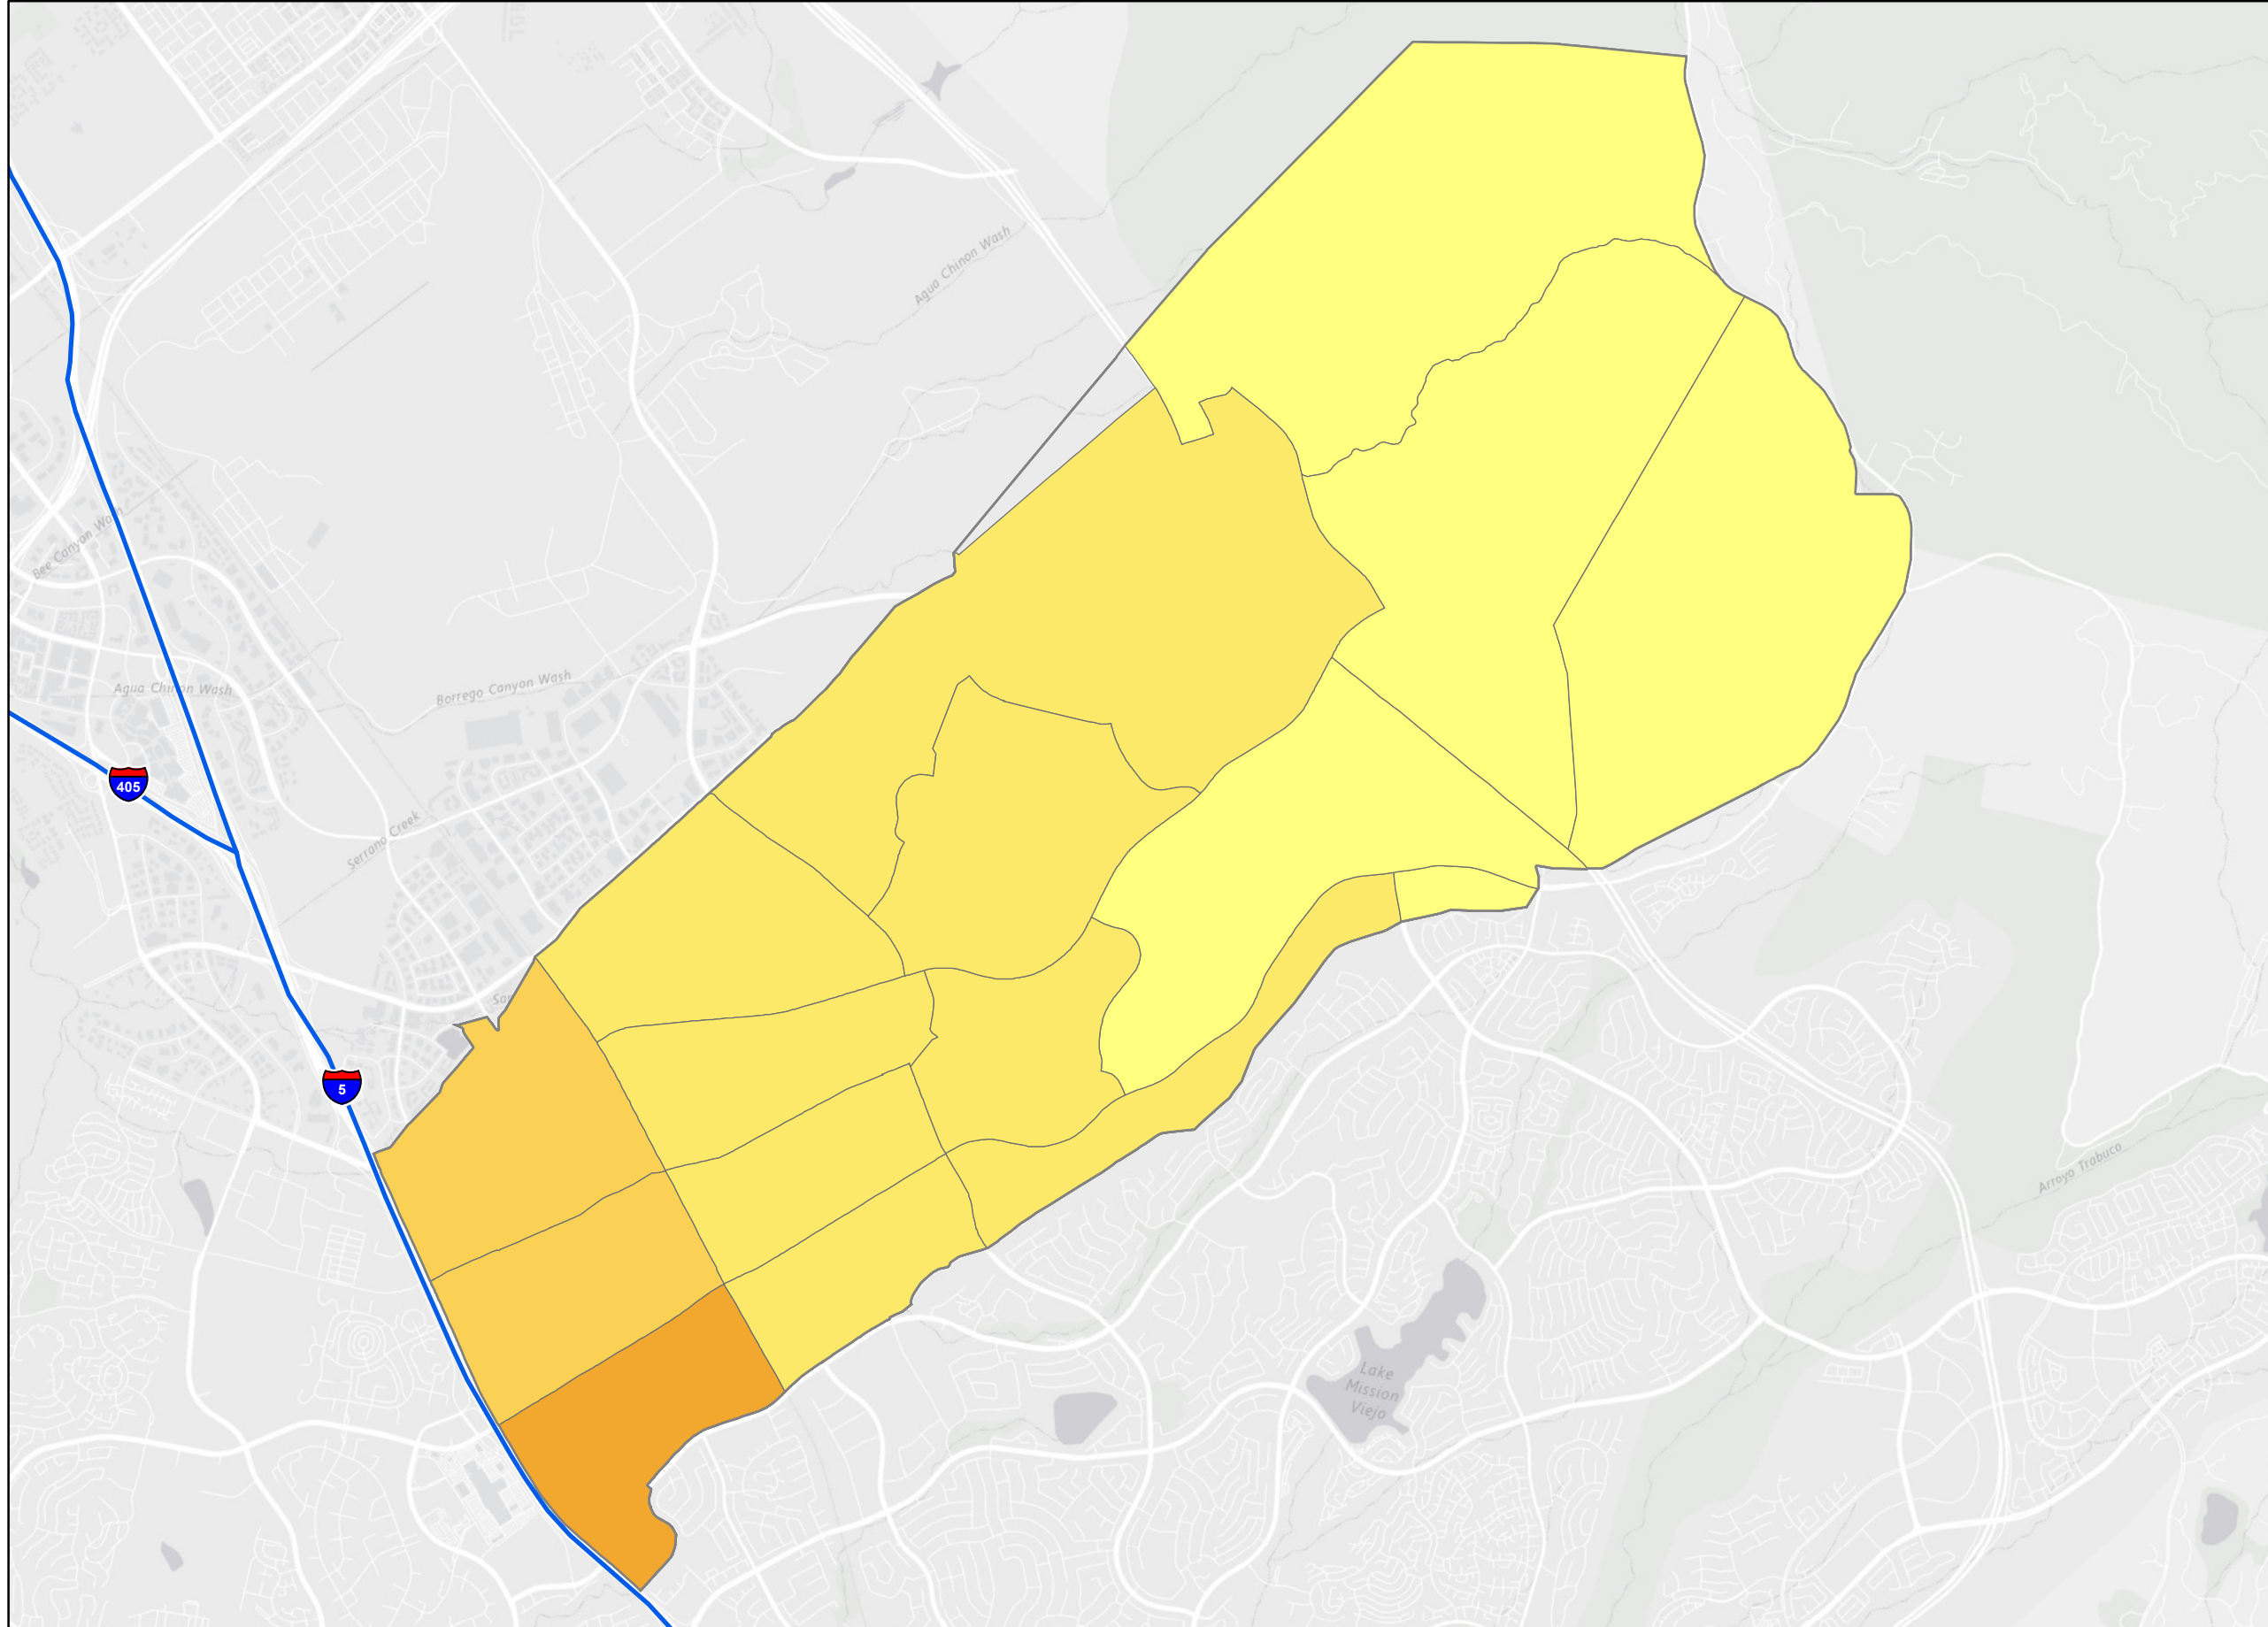 Agua Chinon Wash
Bee Canyon Wash
Agua Chinon Wash
Borrego Canyon Wash
405
Serrano Creek
5
Arroyo Trabuco
Lake
Mission
Viejo